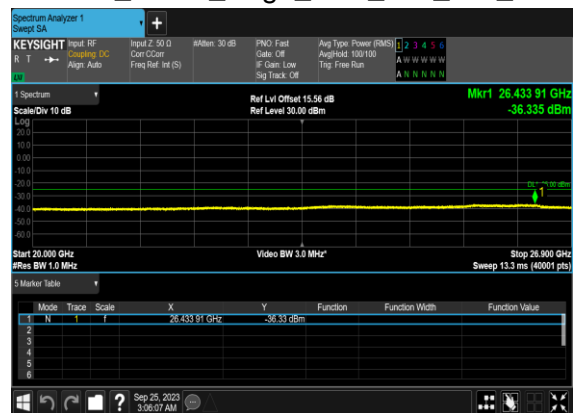 Spectrum Analyzer 1
Swept SA
+
KEYSIGHT Input: RF Input Z: 50 Ω #Atten: 30 dB PNO: Fast Avg Type: Power (RMS) 1 2 3 4 5 6
R T Coupling: DC Corr CCorr Gate: Off Avg|Hold: 100/100 A W W W W W
Align: Auto Freq Ref: Int (S) IF Gain: Low Trig: Free Run
Sig Track: Off A N N N N N
1 Spectrum Ref Lvl Offset 15.56 dB Mkr1 26.433 91 GHz
Scale/Div 10 dB Ref Level 30.00 dBm -36.335 dBm
Log
20.0
10.0
0.00
-10.0
-20.0
-30.0
1
-40.0
-50.0
-60.0
Start 20.000 GHz Video BW 3.0 MHz* Stop 26.900 GHz
#Res BW 1.0 MHz Sweep 13.3 ms (40001 pts)
5 Marker Table
Mode Trace Scale X Y Function Function Width Function Value
1 N 1 f 26.433 91 GHz -36.33 dBm
2
3
4
5
6
? Sep 25, 2023
3:06:07 AM